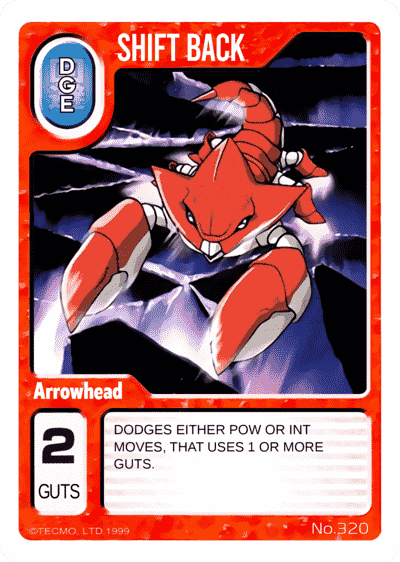 SHIFT BACK
DGE
Arrowhead
2
GUTS
DODGES EITHER POW OR INT
MOVES, THAT USES 1 OR MORE
GUTS.
©TECMO, LTD.1999
No.320